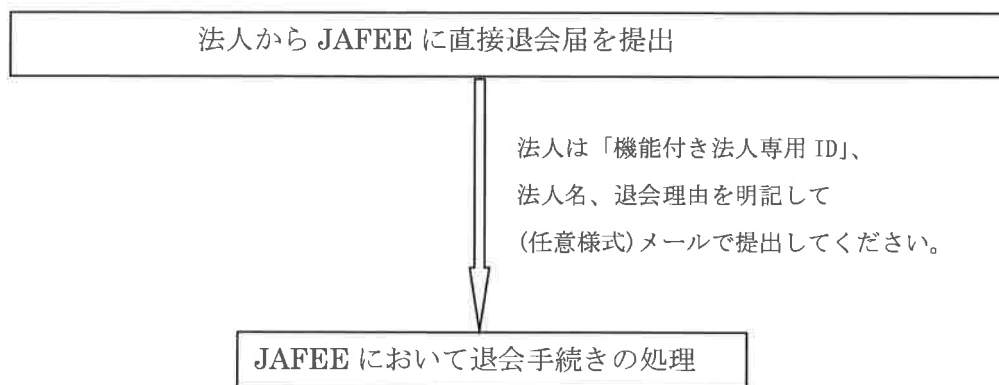 法人から JAFEE に直接退会届を提出
法人は「機能付き法人専用 ID」、
法人名、退会理由を明記して
(任意様式)メールで提出してください。
JAFEE において退会手続きの処理